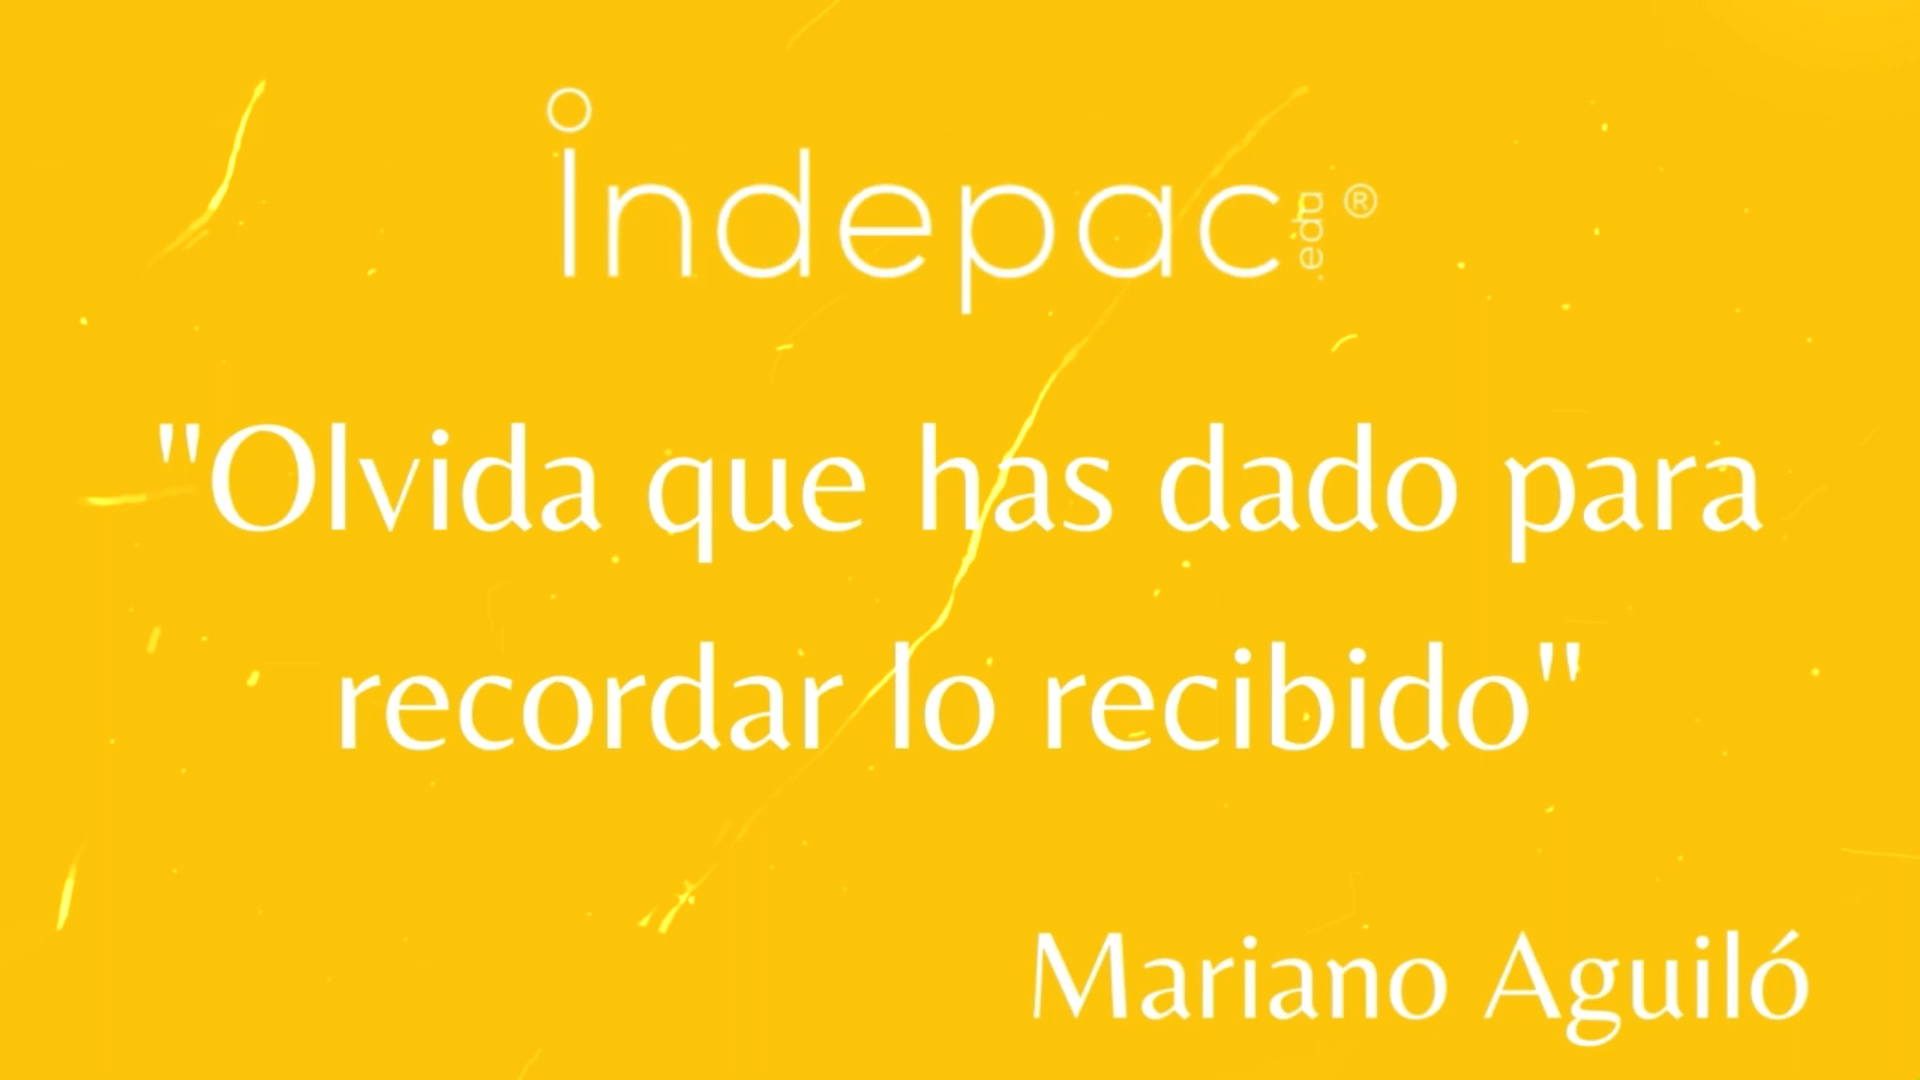 indepac .edu ®
"Olvida que has dado para
recordar lo recibido"
Mariano Aguiló